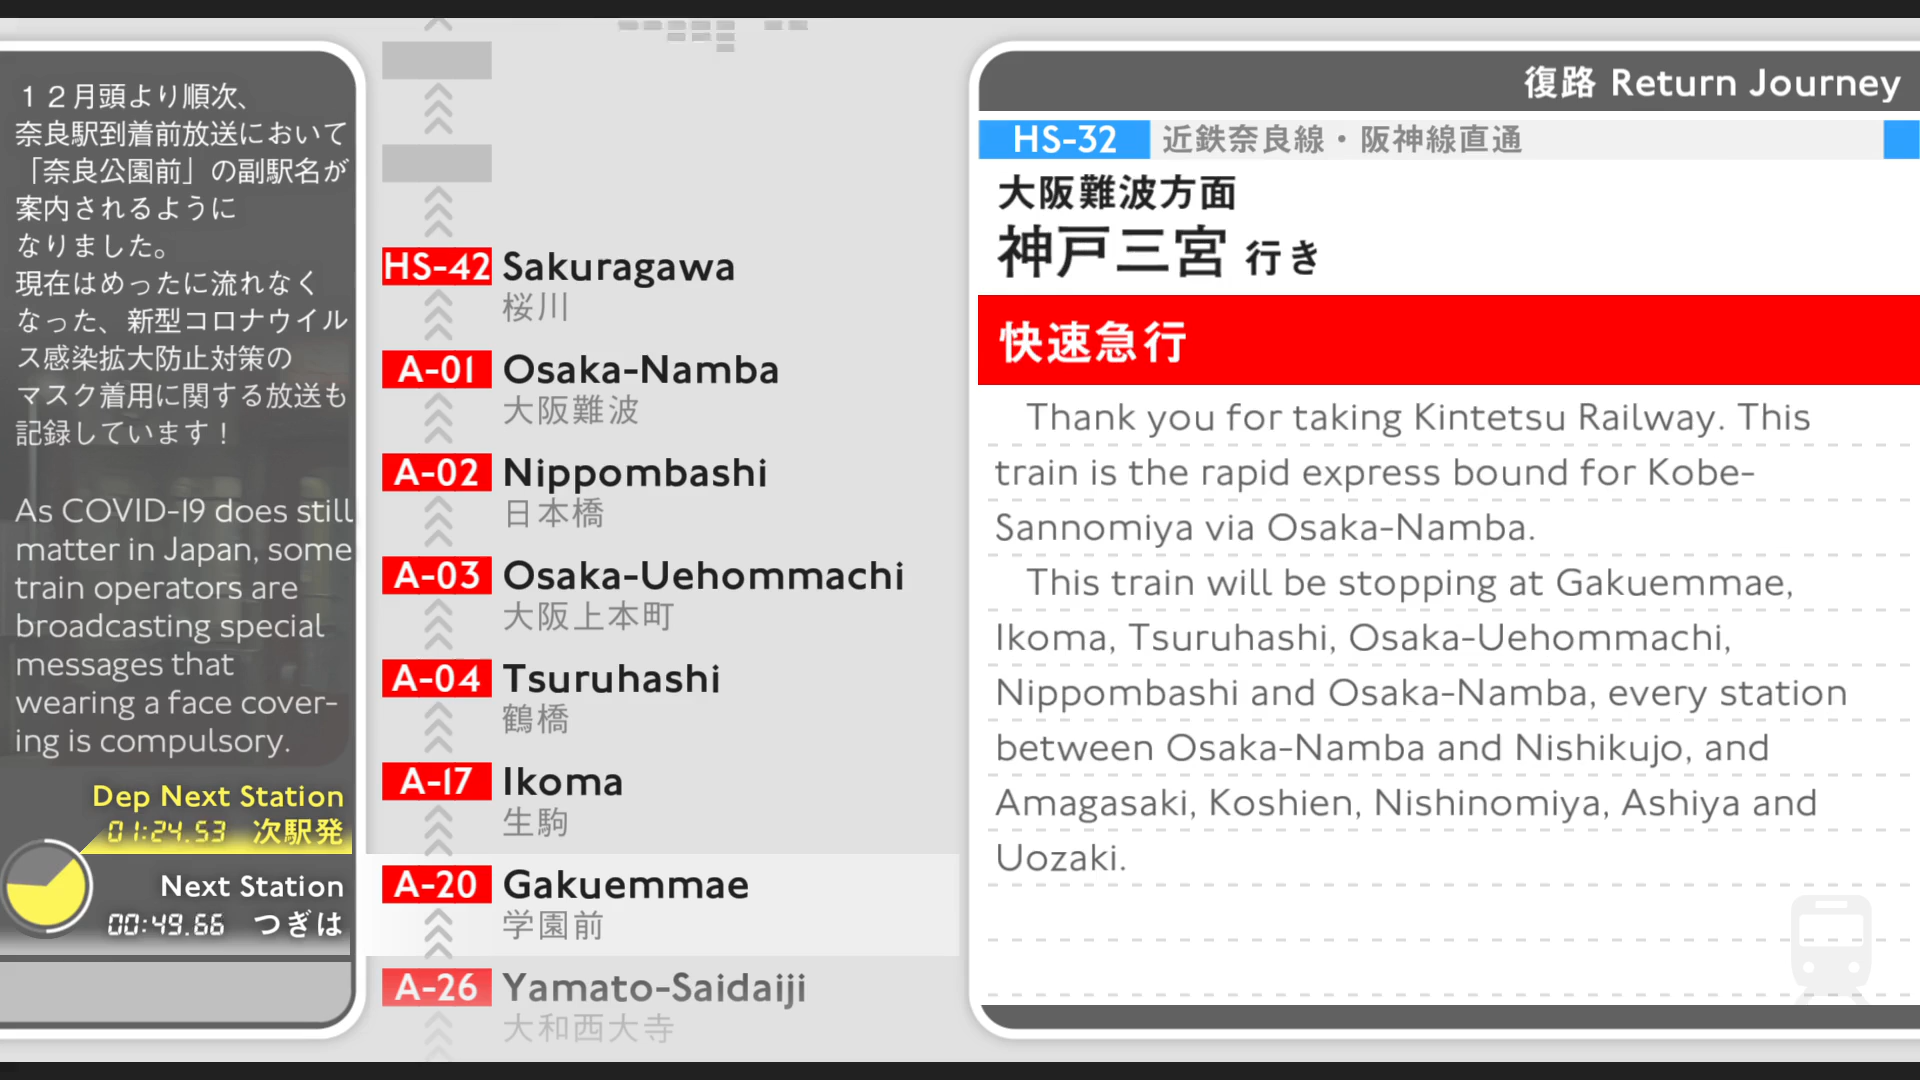 １２月頭より順次、
奈良駅到着前放送において
「奈良公園前」の副駅名が
案内されるように
なりました。
現在はめったに流れなく
なった、新型コロナウイル
ス感染拡大防止対策の
マスク着用に関する放送も
記録しています！
As COVID-19 does still
matter in Japan, some
train operators are
broadcasting special
messages that
wearing a face cover-
ing is compulsory.
Dep Next Station
01:24.53 次駅発
Next Station
00:49.66 つぎは
HS-42 Sakuragawa
桜川
A-01 Osaka-Namba
大阪難波
A-02 Nippombashi
日本橋
A-03 Osaka-Uehommachi
大阪上本町
A-04 Tsuruhashi
鶴橋
A-17 Ikoma
生駒
A-20 Gakuemmae
学園前
A-26 Yamato-Saidaiji
大和西大寺
復路 Return Journey
HS-32 近鉄奈良線・阪神線直通
大阪難波方面
神戸三宮 行き
快速急行
Thank you for taking Kintetsu Railway. This
train is the rapid express bound for Kobe-
Sannomiya via Osaka-Namba.
This train will be stopping at Gakuemmae,
Ikoma, Tsuruhashi, Osaka-Uehommachi,
Nippombashi and Osaka-Namba, every station
between Osaka-Namba and Nishikujo, and
Amagasaki, Koshien, Nishinomiya, Ashiya and
Uozaki.